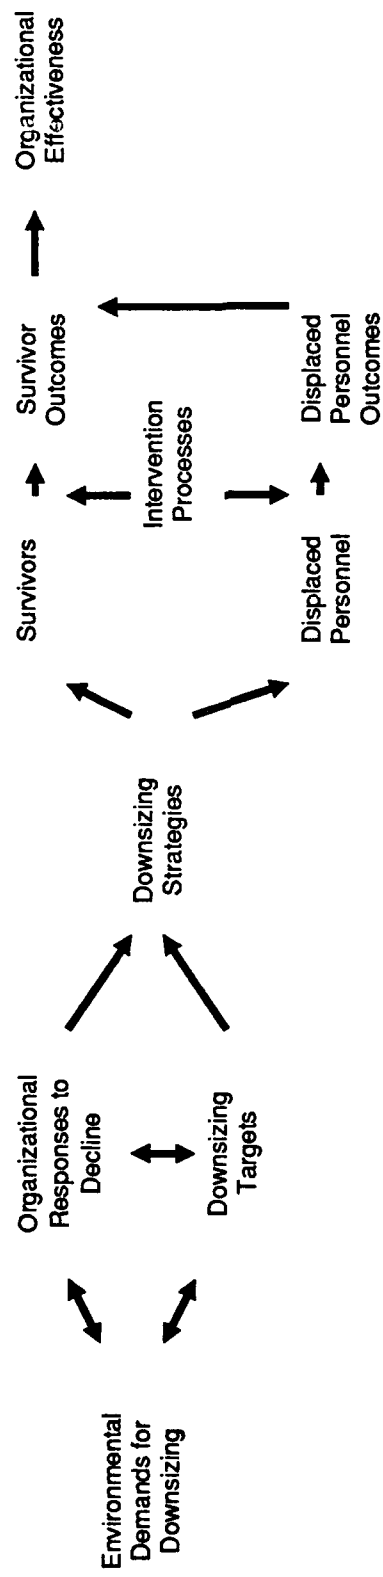 Environmental
Demands for
Downsizing
Organizational
Responses to
Decline
Downsizing
Targets
Downsizing
Strategies
Survivors
Displaced
Personnel
Intervention
Processes
Survivor
Outcomes
Displaced
Personnel
Outcomes
Organizational
Effectiveness